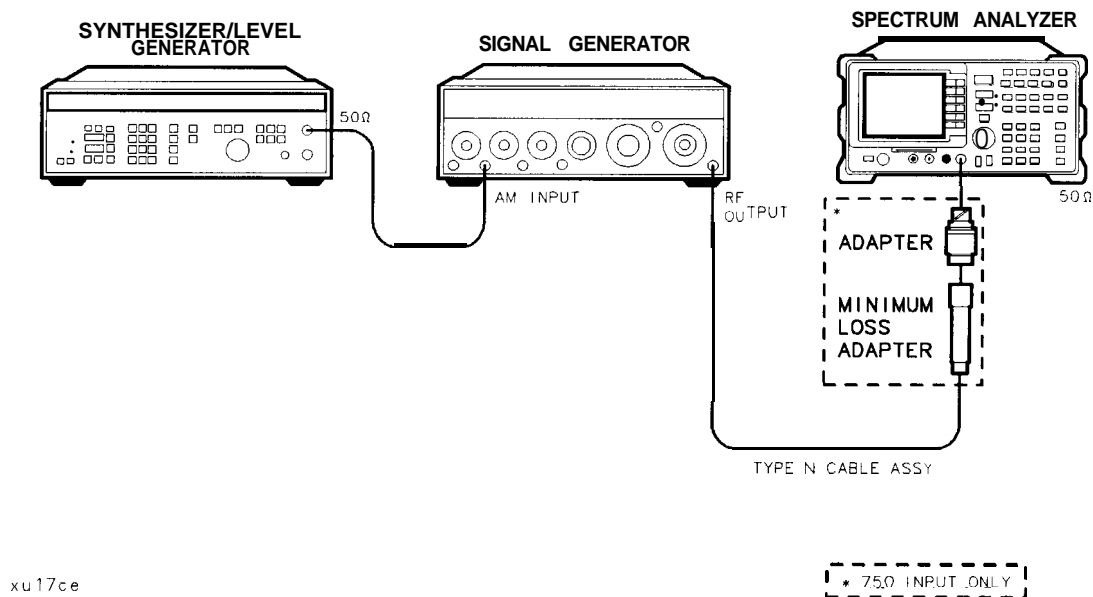 SYNTHESIZER/LEVEL
GENERATOR
SIGNAL GENERATOR
SPECTRUM ANALYZER
50Ω
AM INPUT
RF
OUTPUT
50Ω
*
ADAPTER
MINIMUM
LOSS
ADAPTER
TYPE N CABLE ASSY
xu17ce
* 75Ω INPUT ONLY